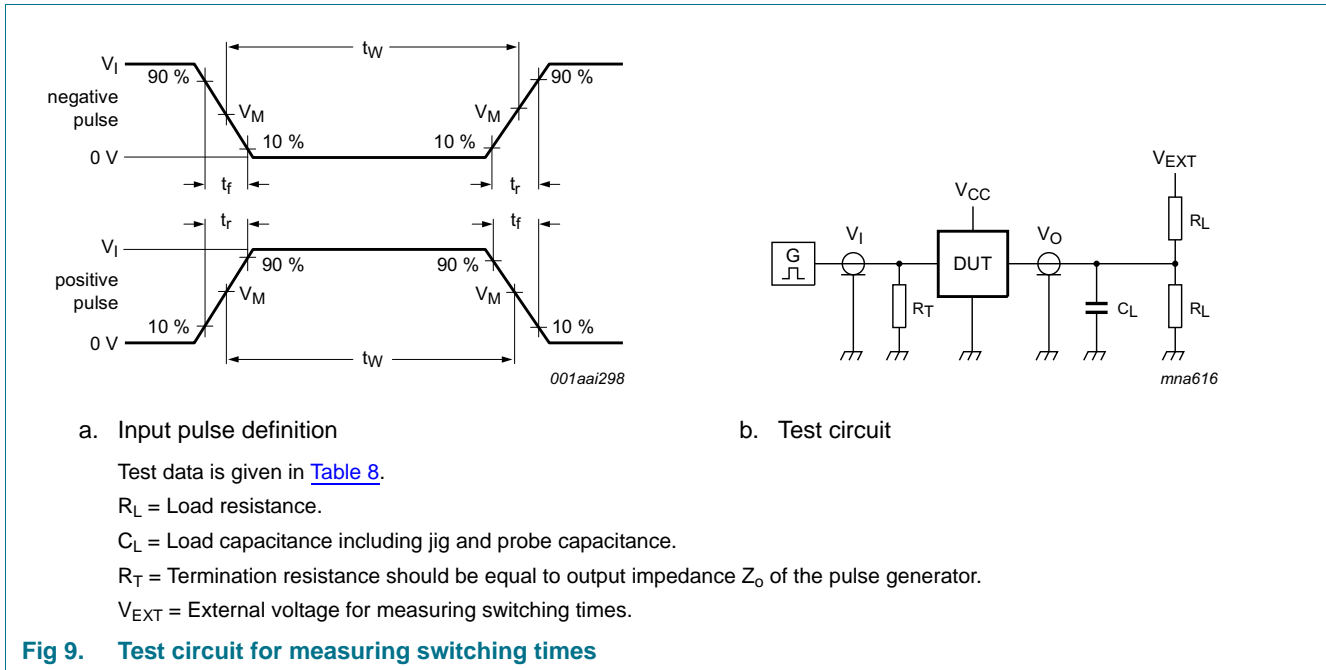 tW
VI
90 %
90 %
negative
pulse
VM
VM
10 %
10 %
0 V
tf
tr
tr
tf
VI
90 %
90 %
positive
pulse
VM
VM
10 %
10 %
0 V
tW
001aai298
VEXT
VCC
RL
VI
VO
G
DUT
RT
CL
RL
mna616
a. Input pulse definition
b. Test circuit
Test data is given in Table 8.
RL = Load resistance.
CL = Load capacitance including jig and probe capacitance.
RT = Termination resistance should be equal to output impedance Zo of the pulse generator.
VEXT = External voltage for measuring switching times.
Fig 9. Test circuit for measuring switching times